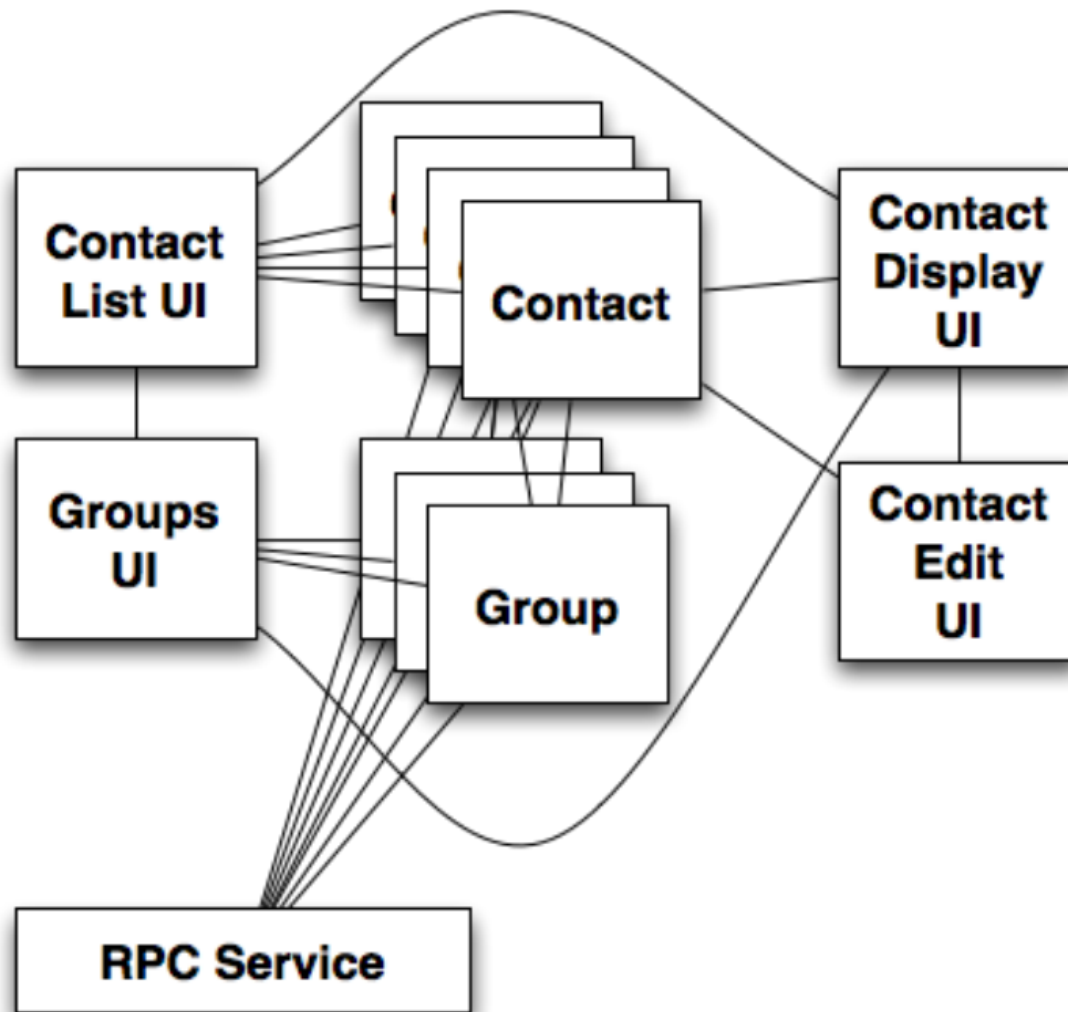 Contact
List UI
Contact
Contact
Display
UI
Groups
UI
Group
Contact
Edit
UI
RPC Service